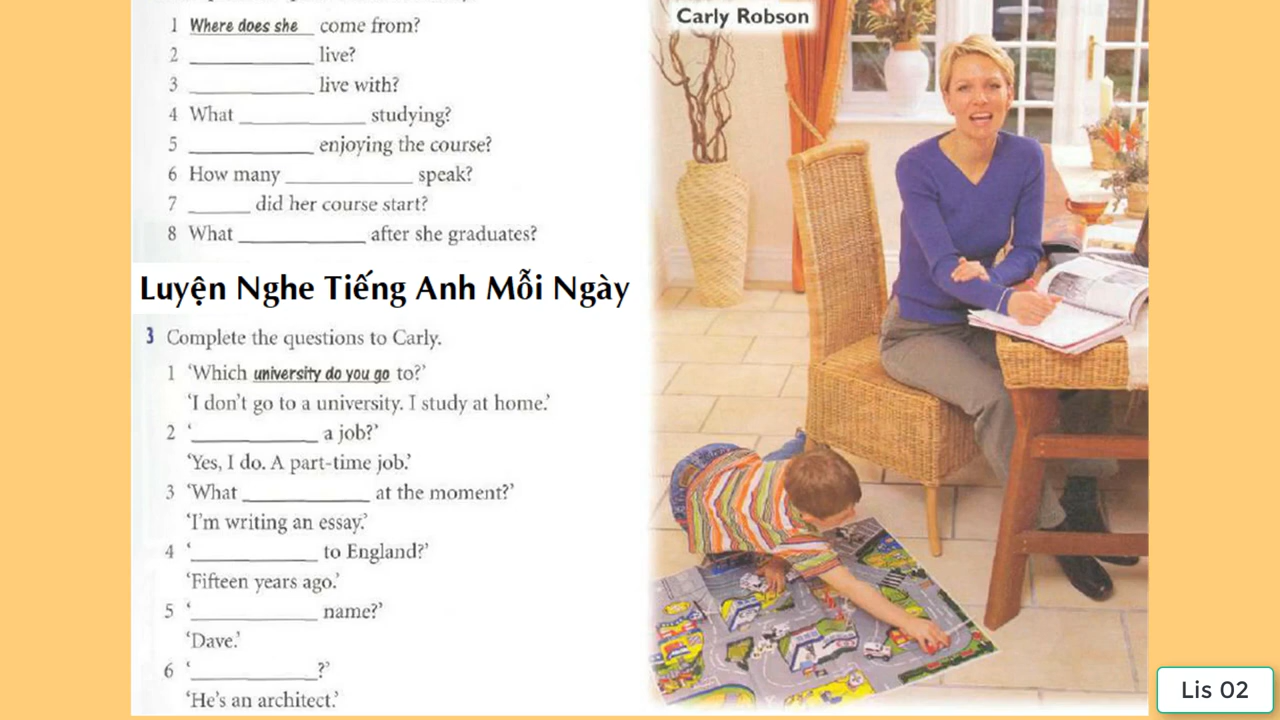 1 Where does she come from?
2 ____________ live?
3 ____________ live with?
4 What ____________ studying?
5 ____________ enjoying the course?
6 How many ____________ speak?
7 ______ did her course start?
8 What ____________ after she graduates?
Luyện Nghe Tiếng Anh Mỗi Ngày
3 Complete the questions to Carly.
1 ‘Which university do you go to?’
‘I don’t go to a university. I study at home.’
2 ‘____________ a job?’
‘Yes, I do. A part-time job.’
3 ‘What ____________ at the moment?’
‘I’m writing an essay.’
4 ‘____________ to England?’
‘Fifteen years ago.’
5 ‘____________ name?’
‘Dave.’
6 ‘____________?’
‘He’s an architect.’
Carly Robson
Lis 02